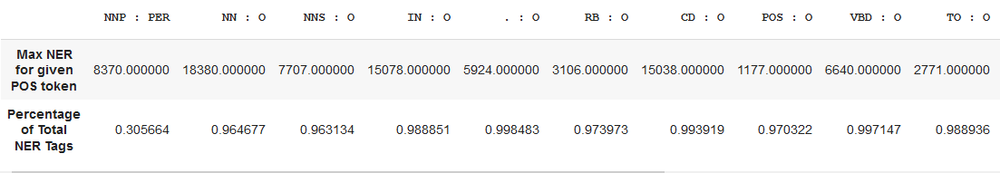 NNP : PER NN : O NNS : O IN : O . : O RB : O CD : O POS : O VBD : O TO : O
Max NER
for given
POS token
8370.000000 18380.000000 7707.000000 15078.000000 5924.000000 3106.000000 15038.000000 1177.000000 6640.000000 2771.000000
Percentage
of Total
NER Tags
0.305664 0.964677 0.963134 0.988851 0.998483 0.973973 0.993919 0.970322 0.997147 0.988936